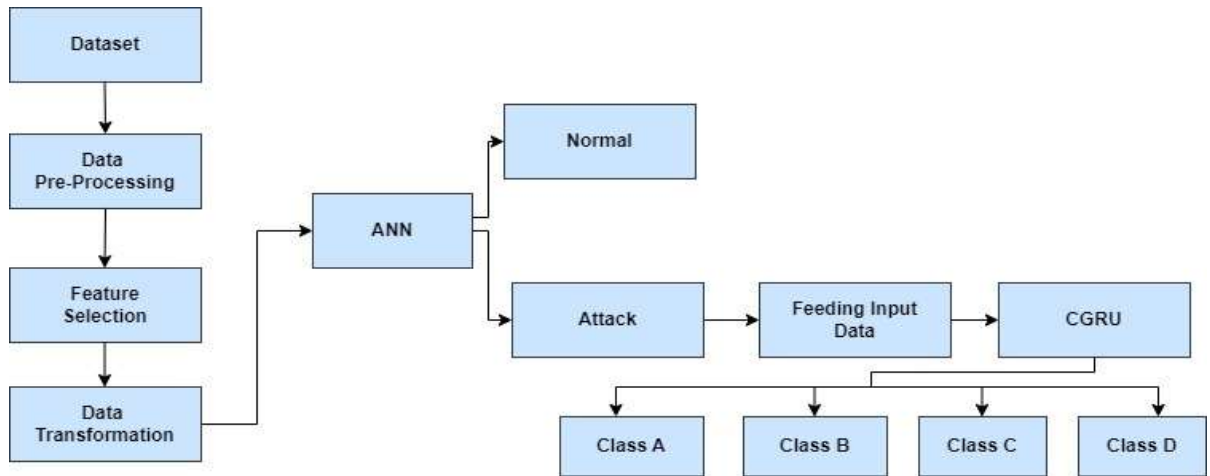 Dataset
Data
Pre-Processing
Feature
Selection
Data
Transformation
ANN
Normal
Attack
Feeding Input
Data
CGRU
Class A
Class B
Class C
Class D